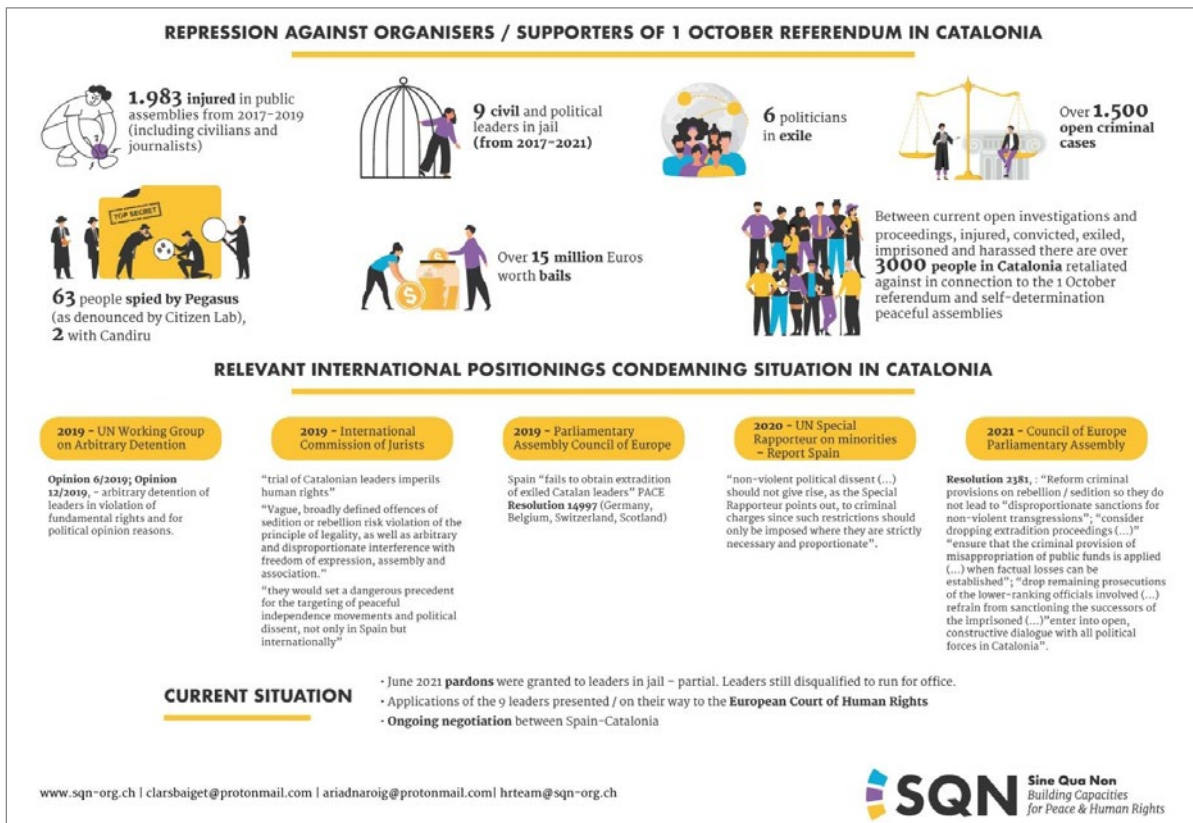 REPRESSION AGAINST ORGANISERS / SUPPORTERS OF 1 OCTOBER REFERENDUM IN CATALONIA
1.983 injured in public
assemblies from 2017-2019
(including civilians and
journalists)
9 civil and political
leaders in jail
(from 2017-2021)
6 politicians
in exile
Over 1.500
open criminal
cases
TOP SECRET
63 people spied by Pegasus
(as denounced by Citizen Lab),
2 with Candiru
Over 15 million Euros
worth bails
Between current open investigations and
proceedings, injured, convicted, exiled,
imprisoned and harassed there are over
3000 people in Catalonia retaliated
against in connection to the 1 October
referendum and self-determination
peaceful assemblies
RELEVANT INTERNATIONAL POSITIONINGS CONDEMNING SITUATION IN CATALONIA
2019 - UN Working Group
on Arbitrary Detention
Opinion 6/2019; Opinion
12/2019, - arbitrary detention of
leaders in violation of
fundamental rights and for
political opinion reasons.
2019 - International
Commission of Jurists
"trial of Catalonian leaders imperils
human rights"
"Vague, broadly defined offences of
sedition or rebellion risk violation of the
principle of legality, as well as arbitrary
and disproportionate interference with
freedom of expression, assembly and
association."
"they would set a dangerous precedent
for the targeting of peaceful
independence movements and political
dissent, not only in Spain but
internationally"
2019 - Parliamentary
Assembly Council of Europe
Spain "fails to obtain extradition
of exiled Catalan leaders" PACE
Resolution 14997 (Germany,
Belgium, Switzerland, Scotland)
2020 - UN Special
Rapporteur on minorities
- Report Spain
"non-violent political dissent (...)
should not give rise, as the Special
Rapporteur points out, to criminal
charges since such restrictions should
only be imposed where they are strictly
necessary and proportionate".
2021 - Council of Europe
Parliamentary Assembly
Resolution 2381, : "Reform criminal
provisions on rebellion / sedition so they do
not lead to "disproportionate sanctions for
non-violent transgressions"; "consider
dropping extradition proceedings (...)"
"ensure that the criminal provision of
misappropriation of public funds is applied
(...) when factual losses can be
established"; "drop remaining prosecutions
of the lower-ranking officials involved (...)
refrain from sanctioning the successors of
the imprisoned (...)"enter into open,
constructive dialogue with all political
forces in Catalonia".
CURRENT SITUATION
· June 2021 pardons were granted to leaders in jail - partial. Leaders still disqualified to run for office.
· Applications of the 9 leaders presented / on their way to the European Court of Human Rights
· Ongoing negotiation between Spain-Catalonia
www.sqn-org.ch | clarsbaiget@protonmail.com | ariadnaroig@protonmail.com| hrteam@sqn-org.ch
SQN
Sine Qua Non
Building Capacities
for Peace & Human Rights